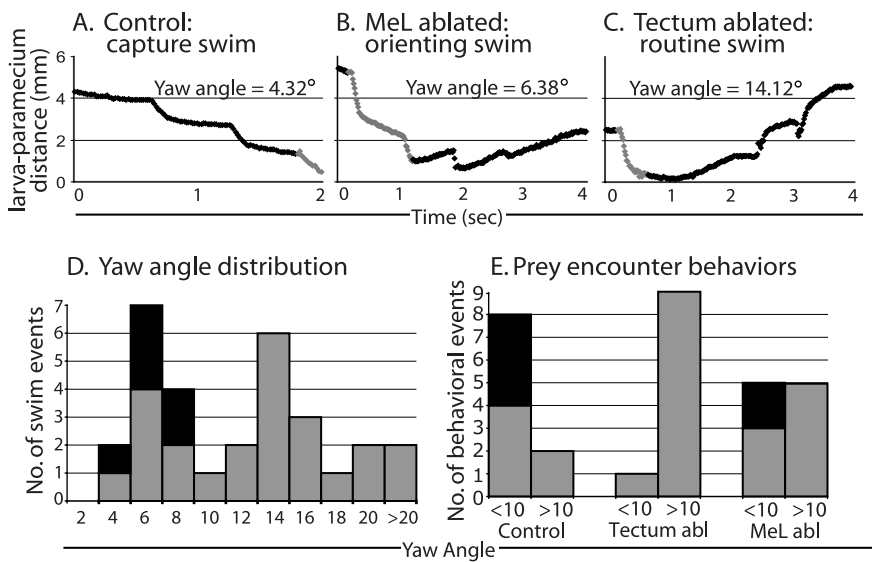 A. Control:
capture swim
B. MeL ablated:
orienting swim
C. Tectum ablated:
routine swim
larva-paramecium
distance (mm)
6
4
2
0
Yaw angle = 4.32°
Yaw angle = 6.38°
Yaw angle = 14.12°
0 1 2
0 1 2 3 4
0 1 2 3 4
Time (sec)
D. Yaw angle distribution
No. of swim events
7
6
5
4
3
2
1
0
2 4 6 8 10 12 14 16 18 20 >20
E. Prey encounter behaviors
No. of behavioral events
9
8
7
6
5
4
3
2
1
0
<10 >10 <10 >10 <10 >10
Control Tectum abl MeL abl
Yaw Angle